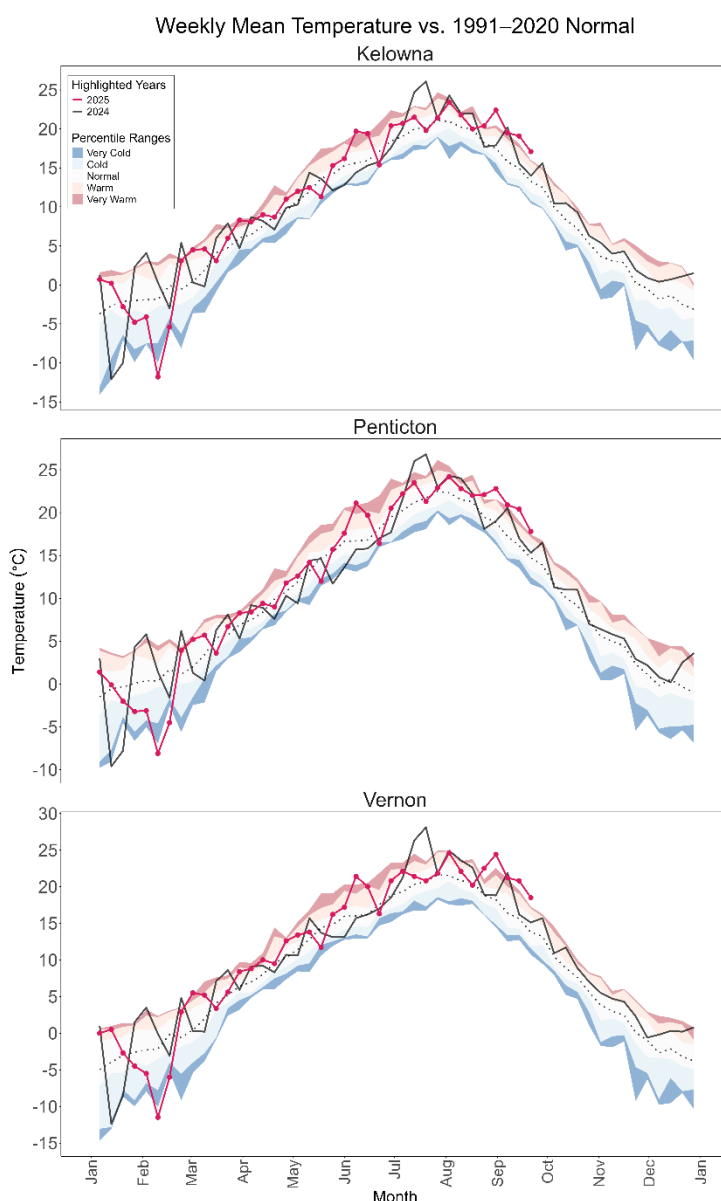 Weekly Mean Temperature vs. 1991–2020 Normal
Kelowna
Highlighted Years
2025
2024
Percentile Ranges
Very Cold
Cold
Normal
Warm
Very Warm
25
20
15
10
5
0
-5
-10
-15
Penticton
25
20
15
10
5
0
-5
-10
Temperature (°C)
Vernon
30
25
20
15
10
5
0
-5
-10
-15
Jan Feb Mar Apr May Jun Jul Aug Sep Oct Nov Dec Jan
Month